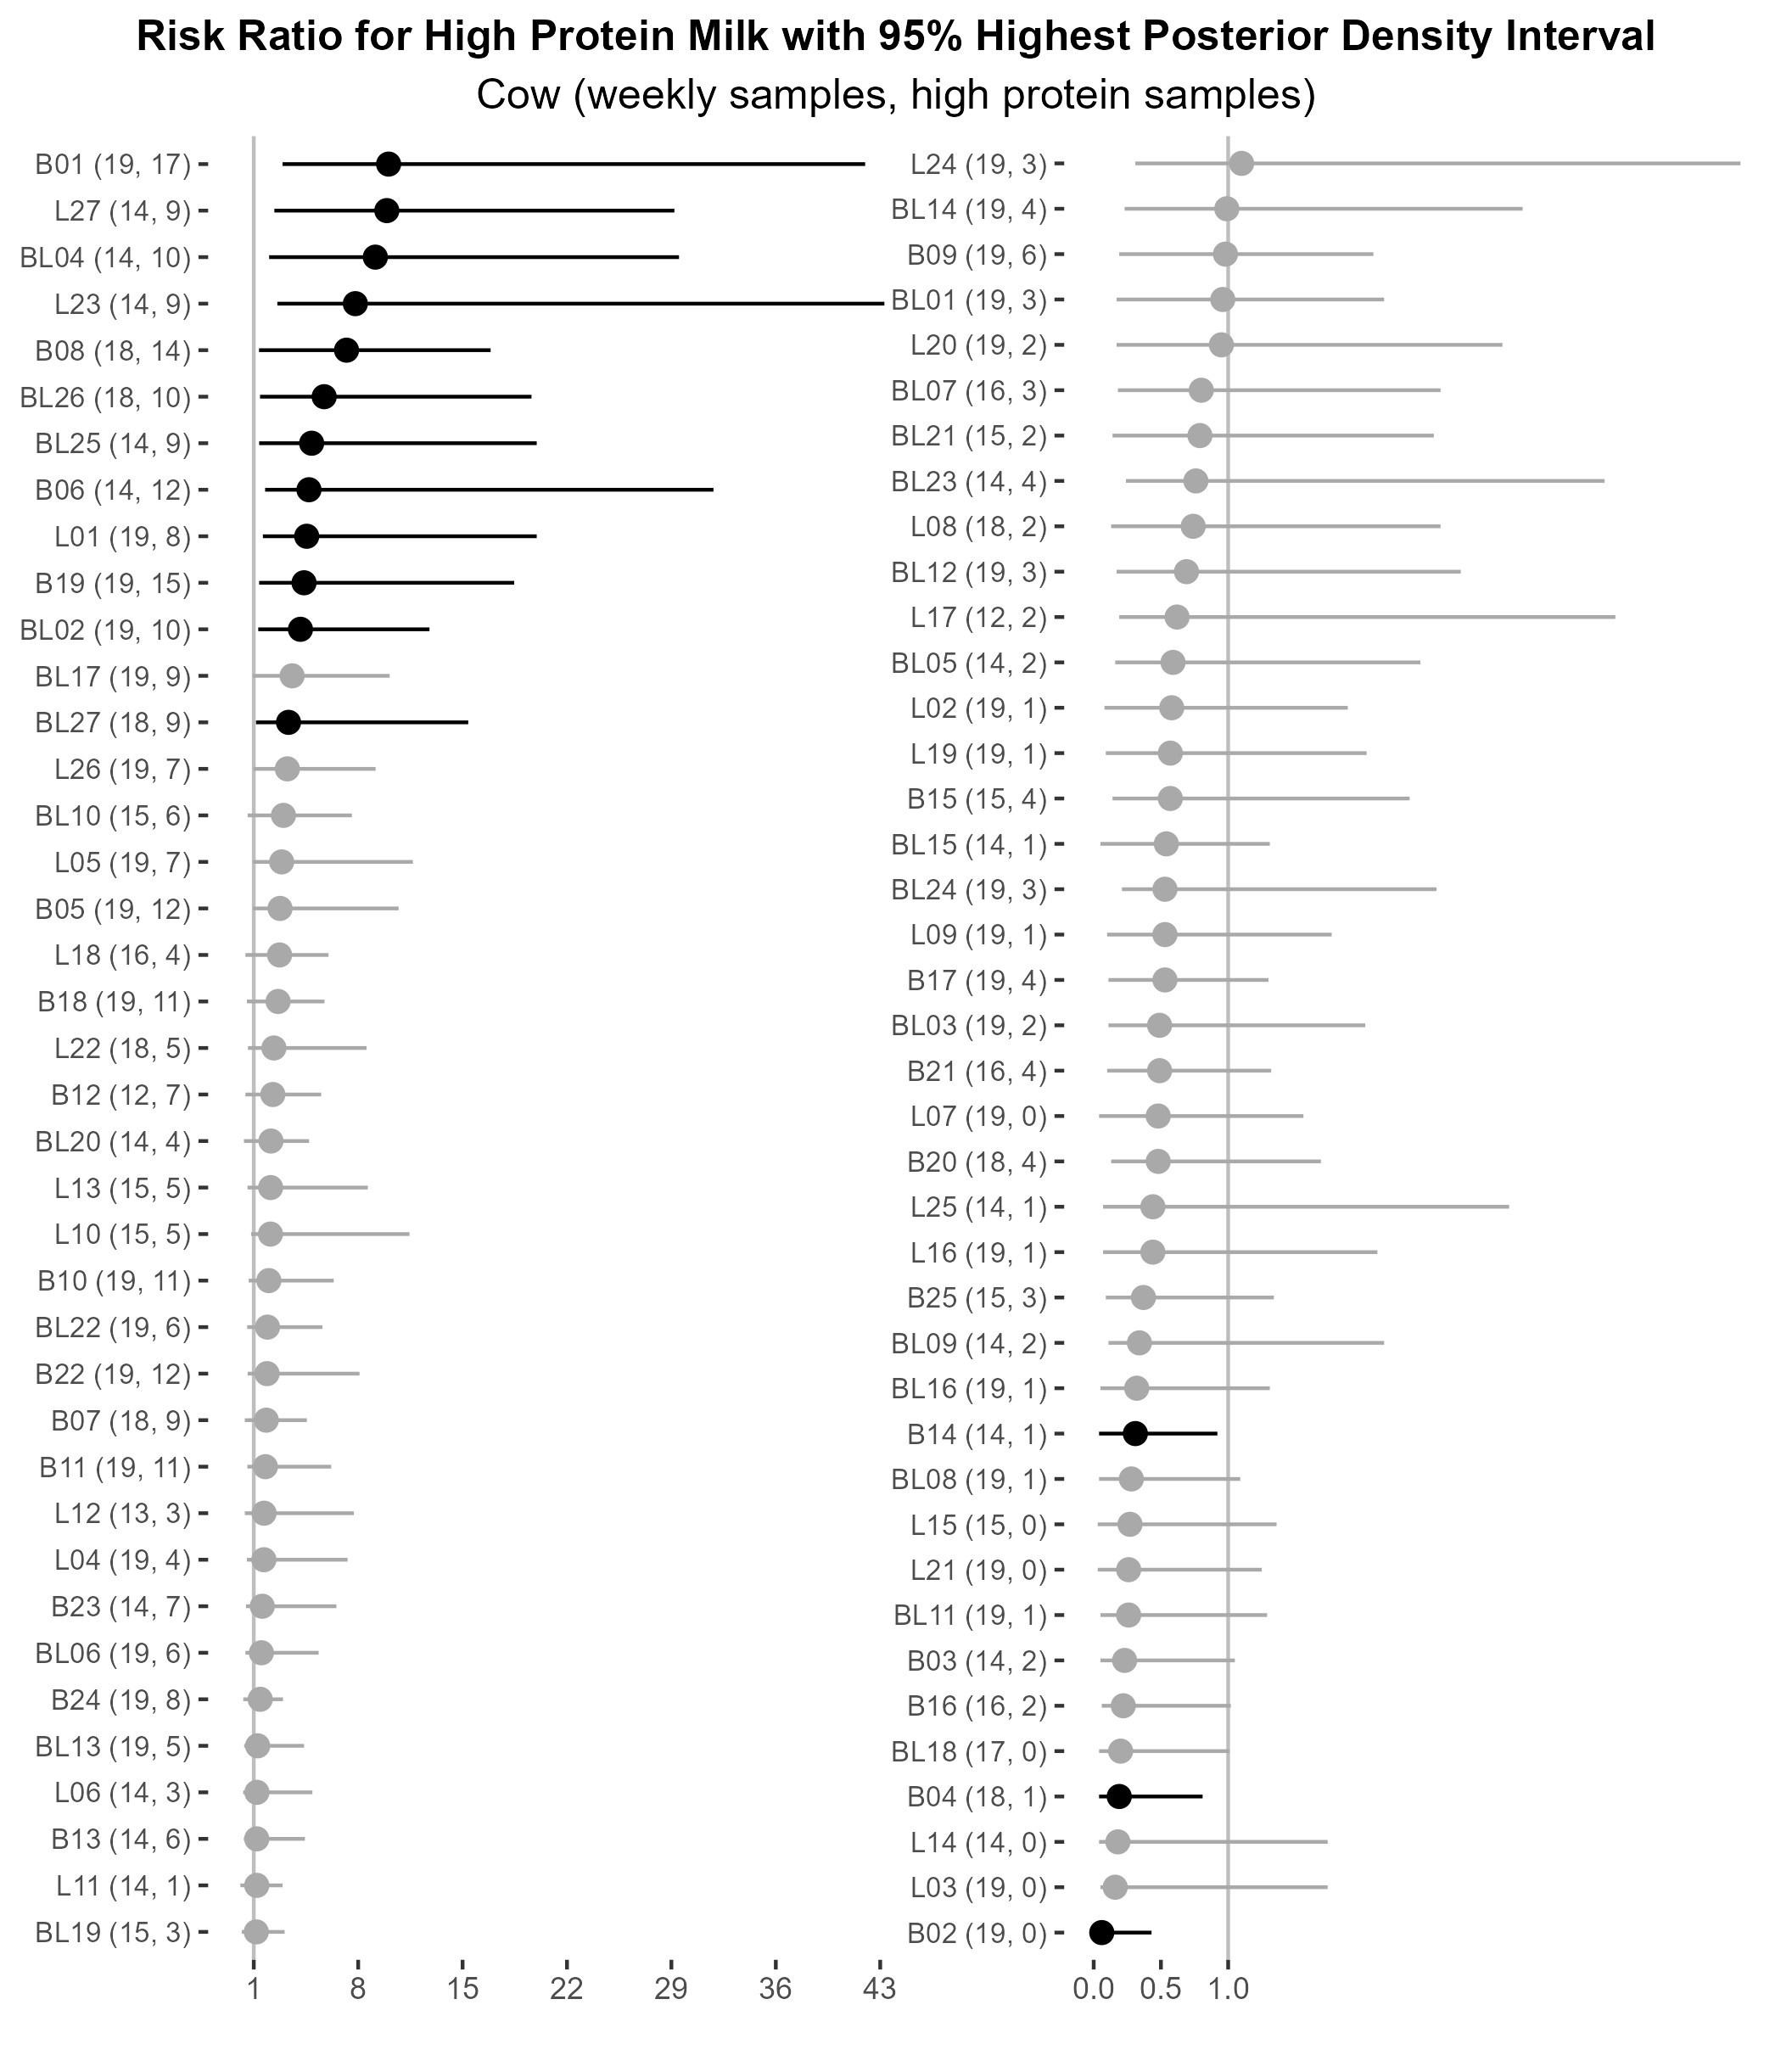 Risk Ratio for High Protein Milk with 95% Highest Posterior Density Interval
Cow (weekly samples, high protein samples)
B01 (19, 17)
L27 (14, 9)
BL04 (14, 10)
L23 (14, 9)
B08 (18, 14)
BL26 (18, 10)
BL25 (14, 9)
B06 (14, 12)
L01 (19, 8)
B19 (19, 15)
BL02 (19, 10)
BL17 (19, 9)
BL27 (18, 9)
L26 (19, 7)
BL10 (15, 6)
L05 (19, 7)
B05 (19, 12)
L18 (16, 4)
B18 (19, 11)
L22 (18, 5)
B12 (12, 7)
BL20 (14, 4)
L13 (15, 5)
L10 (15, 5)
B10 (19, 11)
BL22 (19, 6)
B22 (19, 12)
B07 (18, 9)
B11 (19, 11)
L12 (13, 3)
L04 (19, 4)
B23 (14, 7)
BL06 (19, 6)
B24 (19, 8)
BL13 (19, 5)
L06 (14, 3)
B13 (14, 6)
L11 (14, 1)
BL19 (15, 3)
1 8 15 22 29 36 43
L24 (19, 3)
BL14 (19, 4)
B09 (19, 6)
BL01 (19, 3)
L20 (19, 2)
BL07 (16, 3)
BL21 (15, 2)
BL23 (14, 4)
L08 (18, 2)
BL12 (19, 3)
L17 (12, 2)
BL05 (14, 2)
L02 (19, 1)
L19 (19, 1)
B15 (15, 4)
BL15 (14, 1)
BL24 (19, 3)
L09 (19, 1)
B17 (19, 4)
BL03 (19, 2)
B21 (16, 4)
L07 (19, 0)
B20 (18, 4)
L25 (14, 1)
L16 (19, 1)
B25 (15, 3)
BL09 (14, 2)
BL16 (19, 1)
B14 (14, 1)
BL08 (19, 1)
L15 (15, 0)
L21 (19, 0)
BL11 (19, 1)
B03 (14, 2)
B16 (16, 2)
BL18 (17, 0)
B04 (18, 1)
L14 (14, 0)
L03 (19, 0)
B02 (19, 0)
0.0 0.5 1.0